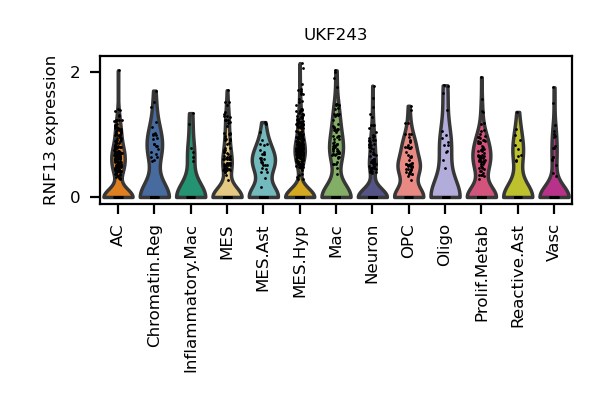 UKF243
RNF13 expression
2
0
AC
Chromatin.Reg
Inflammatory.Mac
MES
MES.Ast
MES.Hyp
Mac
Neuron
OPC
Oligo
Prolif.Metab
Reactive.Ast
Vasc